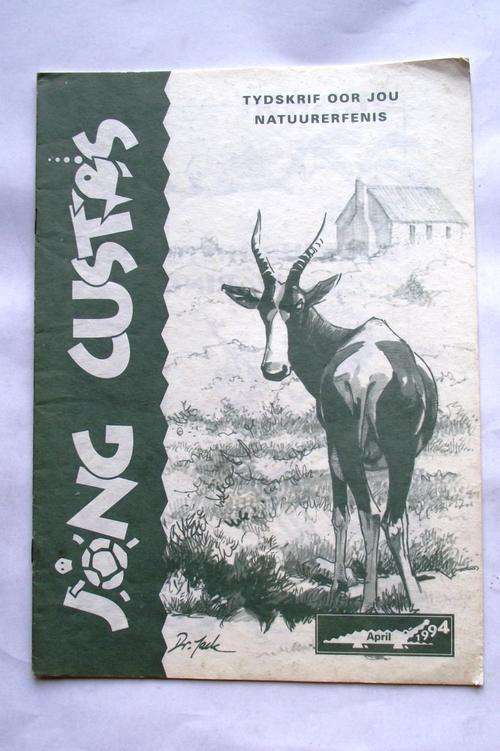 TYDSKRIF OOR JOU
NATUURERFENIS
JONG CUSTOS
Dr. Jack
April 1994